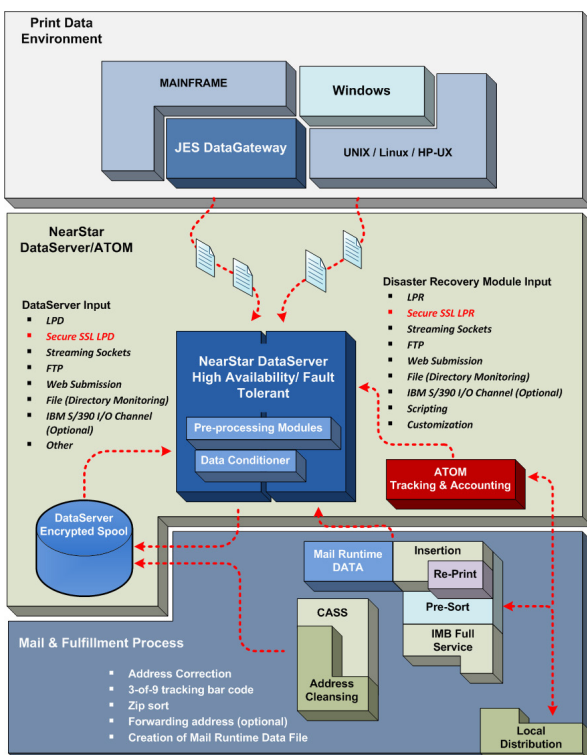 Print Data
Environment
MAINFRAME
Windows
JES DataGateway
UNIX / Linux / HP-UX
NearStar
DataServer/ATOM
DataServer Input
LPD
Secure SSL LPD
Streaming Sockets
FTP
Web Submission
File (Directory Monitoring)
IBM S/390 I/O Channel
(Optional)
Other
Disaster Recovery Module Input
LPR
Secure SSL LPR
Streaming Sockets
FTP
Web Submission
File (Directory Monitoring)
IBM S/390 I/O Channel (Optional)
Scripting
Customization
NearStar DataServer
High Availability/ Fault
Tolerant
Pre-processing Modules
Data Conditioner
ATOM
Tracking & Accounting
DataServer
Encrypted Spool
Mail Runtime
DATA
Insertion
Re-Print
Pre-Sort
IMB Full
Service
CASS
Address
Cleansing
Mail & Fulfillment Process
Address Correction
3-of-9 tracking bar code
Zip sort
Forwarding address (optional)
Creation of Mail Runtime Data File
Local
Distribution